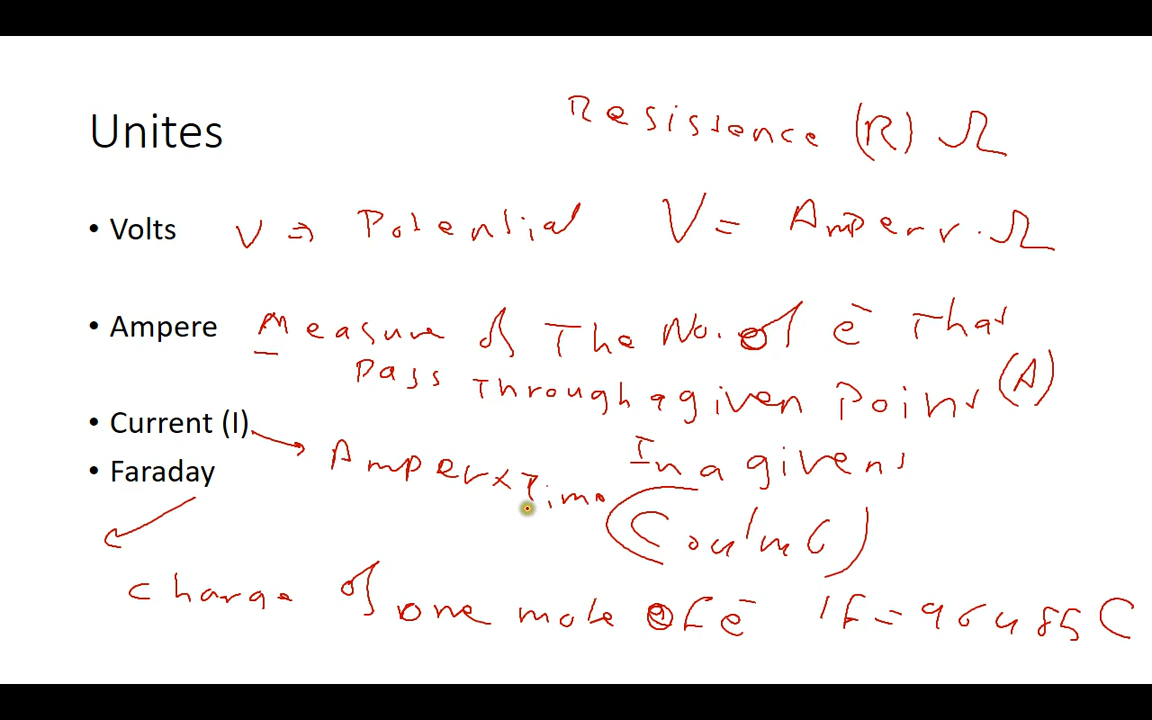 Unites
Resistence (R) Ω
• Volts V ⇒ Potential V = Amperr. Ω
• Ampere Measure of The No. of e⁻ That
Pass Through a given Point (A)
• Current (I) → Amper x Time In a given
• Faraday (Coulmb)
charge of one mole of e⁻ 1F = 96485 C